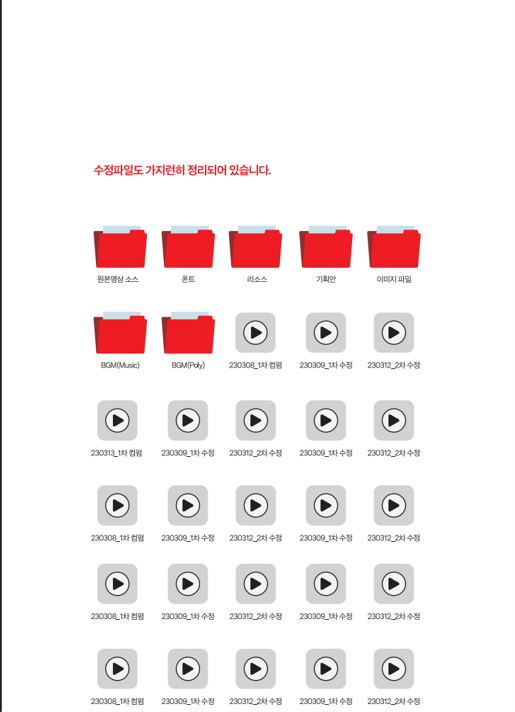 수정파일도 가지런히 정리되어 있습니다.
원본영상 소스 폰트 리소스 기획안 이미지 파일
BGM(Music) BGM(Poly) 230308_1차 컴펌 230309_1차 수정 230312_2차 수정
230313_1차 컴펌 230309_1차 수정 230312_2차 수정 230309_1차 수정 230312_2차 수정
230308_1차 컴펌 230309_1차 수정 230312_2차 수정 230309_1차 수정 230312_2차 수정
230308_1차 컴펌 230309_1차 수정 230312_2차 수정 230309_1차 수정 230312_2차 수정
230308_1차 컴펌 230309_1차 수정 230312_2차 수정 230309_1차 수정 230312_2차 수정